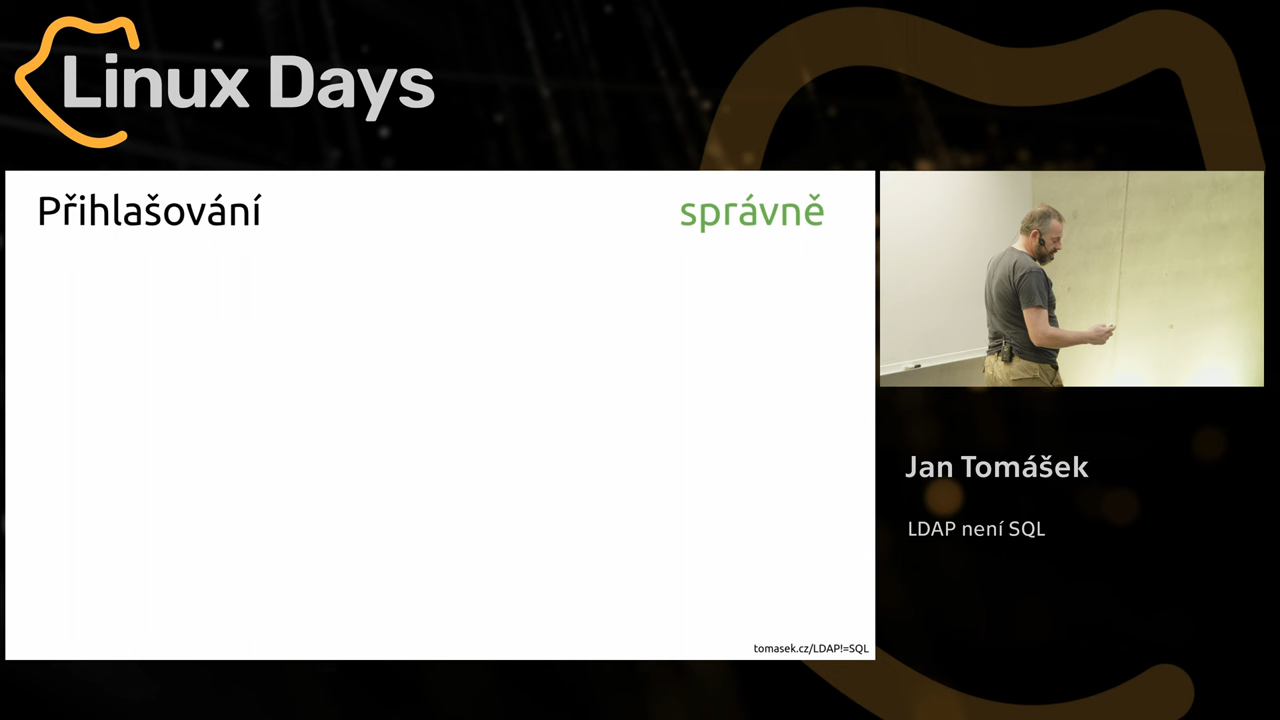 Linux Days
Přihlašování
správně
tomasek.cz/LDAP!=SQL
Jan Tomášek
LDAP není SQL